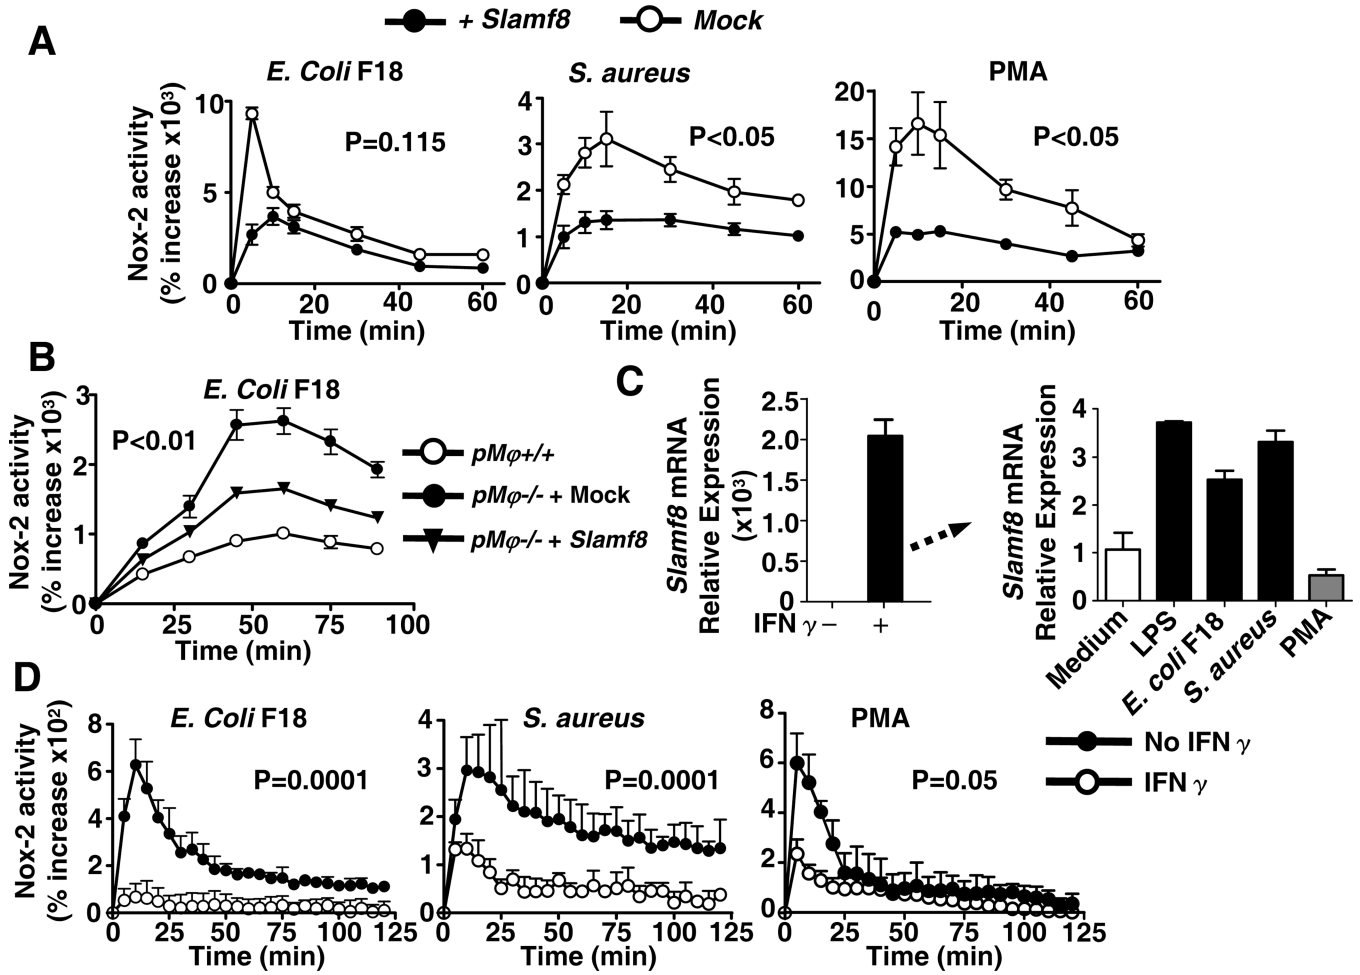 + Slamf8 Mock
A
E. Coli F18
Nox-2 activity
(% increase x10³)
10
5
0
P=0.115
0 20 40 60
Time (min)
S. aureus
4
3
2
1
0
P<0.05
0 20 40 60
Time (min)
PMA
20
15
10
5
0
P<0.05
0 20 40 60
Time (min)
B
E. Coli F18
Nox-2 activity
(% increase x10³)
3
2
1
0
P<0.01
0 25 50 75 100
Time (min)
pMφ+/+
pMφ-/- + Mock
pMφ-/- + Slamf8
C
Slamf8 mRNA
Relative Expression
(x10³)
2.5
2.0
1.5
1.0
0.5
0
IFN γ − +
Slamf8 mRNA
Relative Expression
4
3
2
1
0
Medium
LPS
E. coli F18
S. aureus
PMA
D
E. Coli F18
Nox-2 activity
(% increase x10²)
8
6
4
2
0
P=0.0001
0 25 50 75 100 125
Time (min)
S. aureus
4
3
2
1
0
P=0.0001
0 25 50 75 100 125
Time (min)
PMA
8
6
4
2
0
P=0.05
0 25 50 75 100 125
Time (min)
No IFN γ
IFN γ